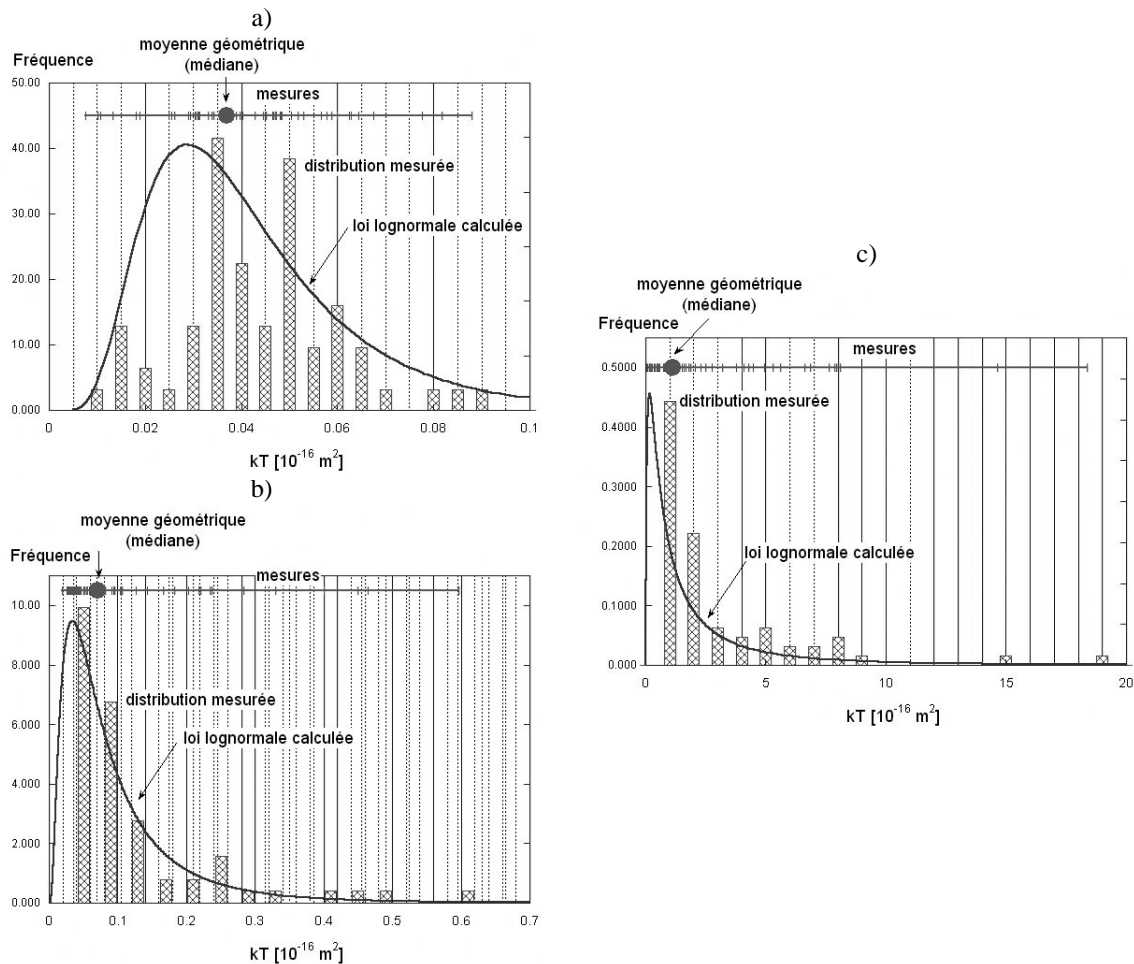 a)
moyenne géométrique
(médiane)
Fréquence
50.00
mesures
40.00
distribution mesurée
30.00
loi lognormale calculée
20.00
10.00
0.000
0
0.02
0.04
0.06
0.08
0.1
kT [10⁻¹⁶ m²]
b)
moyenne géométrique
(médiane)
Fréquence
mesures
10.00
8.000
distribution mesurée
6.000
loi lognormale calculée
4.000
2.000
0.000
0
0.1
0.2
0.3
0.4
0.5
0.6
0.7
kT [10⁻¹⁶ m²]
c)
moyenne géométrique
(médiane)
Fréquence
mesures
0.5000
distribution mesurée
0.4000
0.3000
loi lognormale calculée
0.2000
0.1000
0.000
0
5
10
15
20
kT [10⁻¹⁶ m²]